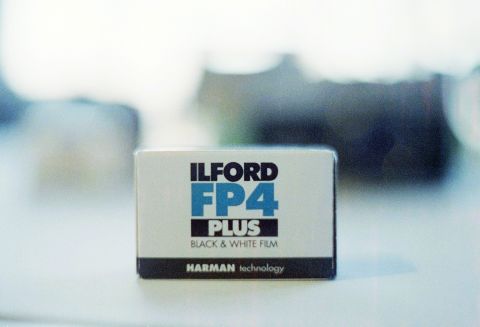 ILFORD
FP4
PLUS
BLACK & WHITE FILM
HARMAN technology